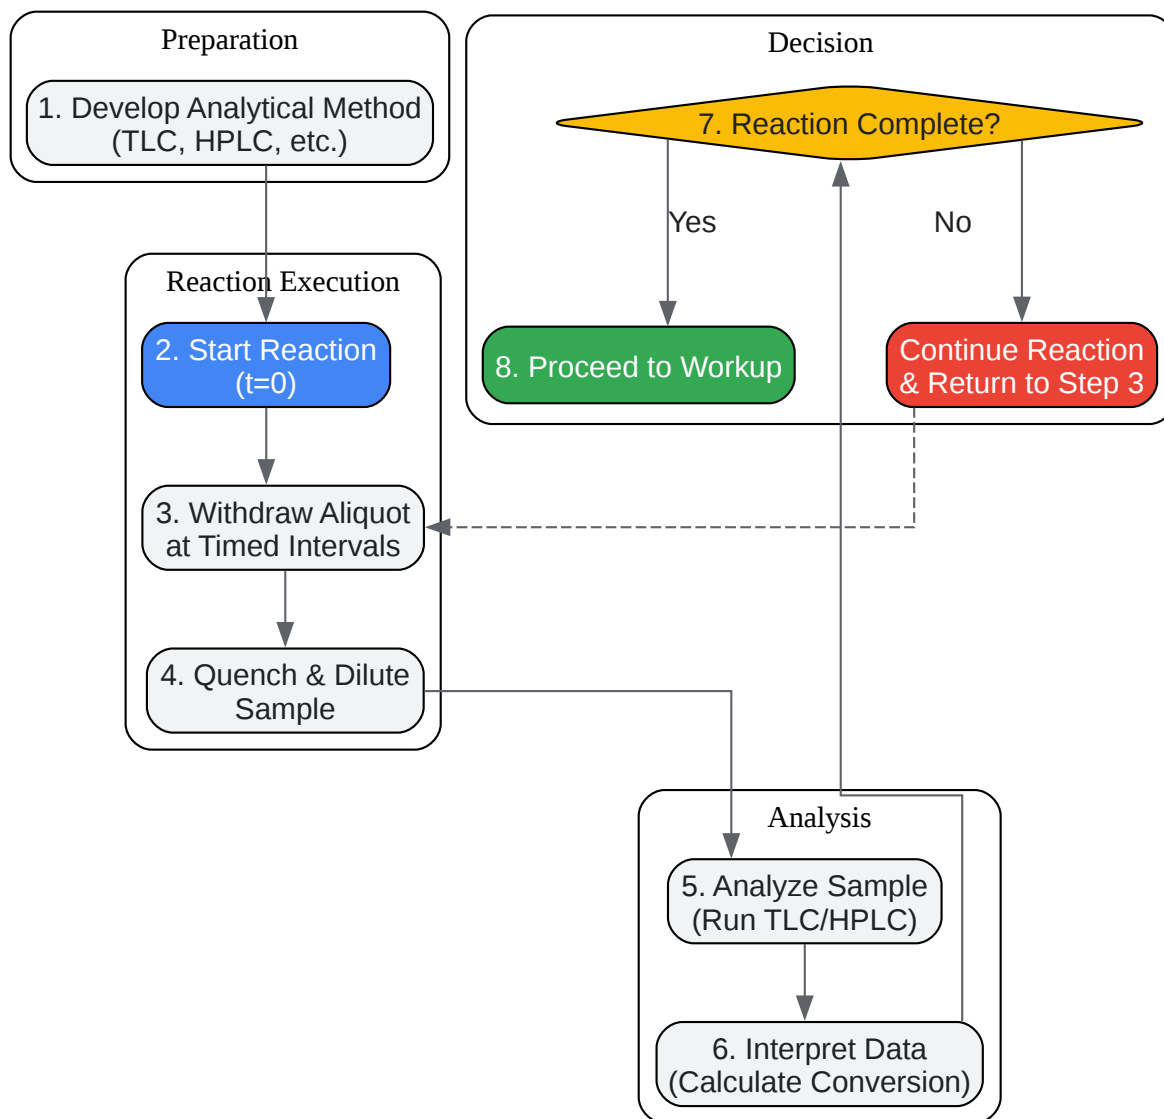 Preparation
1. Develop Analytical Method
(TLC, HPLC, etc.)
Reaction Execution
2. Start Reaction
(t=0)
3. Withdraw Aliquot
at Timed Intervals
4. Quench & Dilute
Sample
Analysis
5. Analyze Sample
(Run TLC/HPLC)
6. Interpret Data
(Calculate Conversion)
Decision
7. Reaction Complete?
Yes
No
8. Proceed to Workup
Continue Reaction
& Return to Step 3